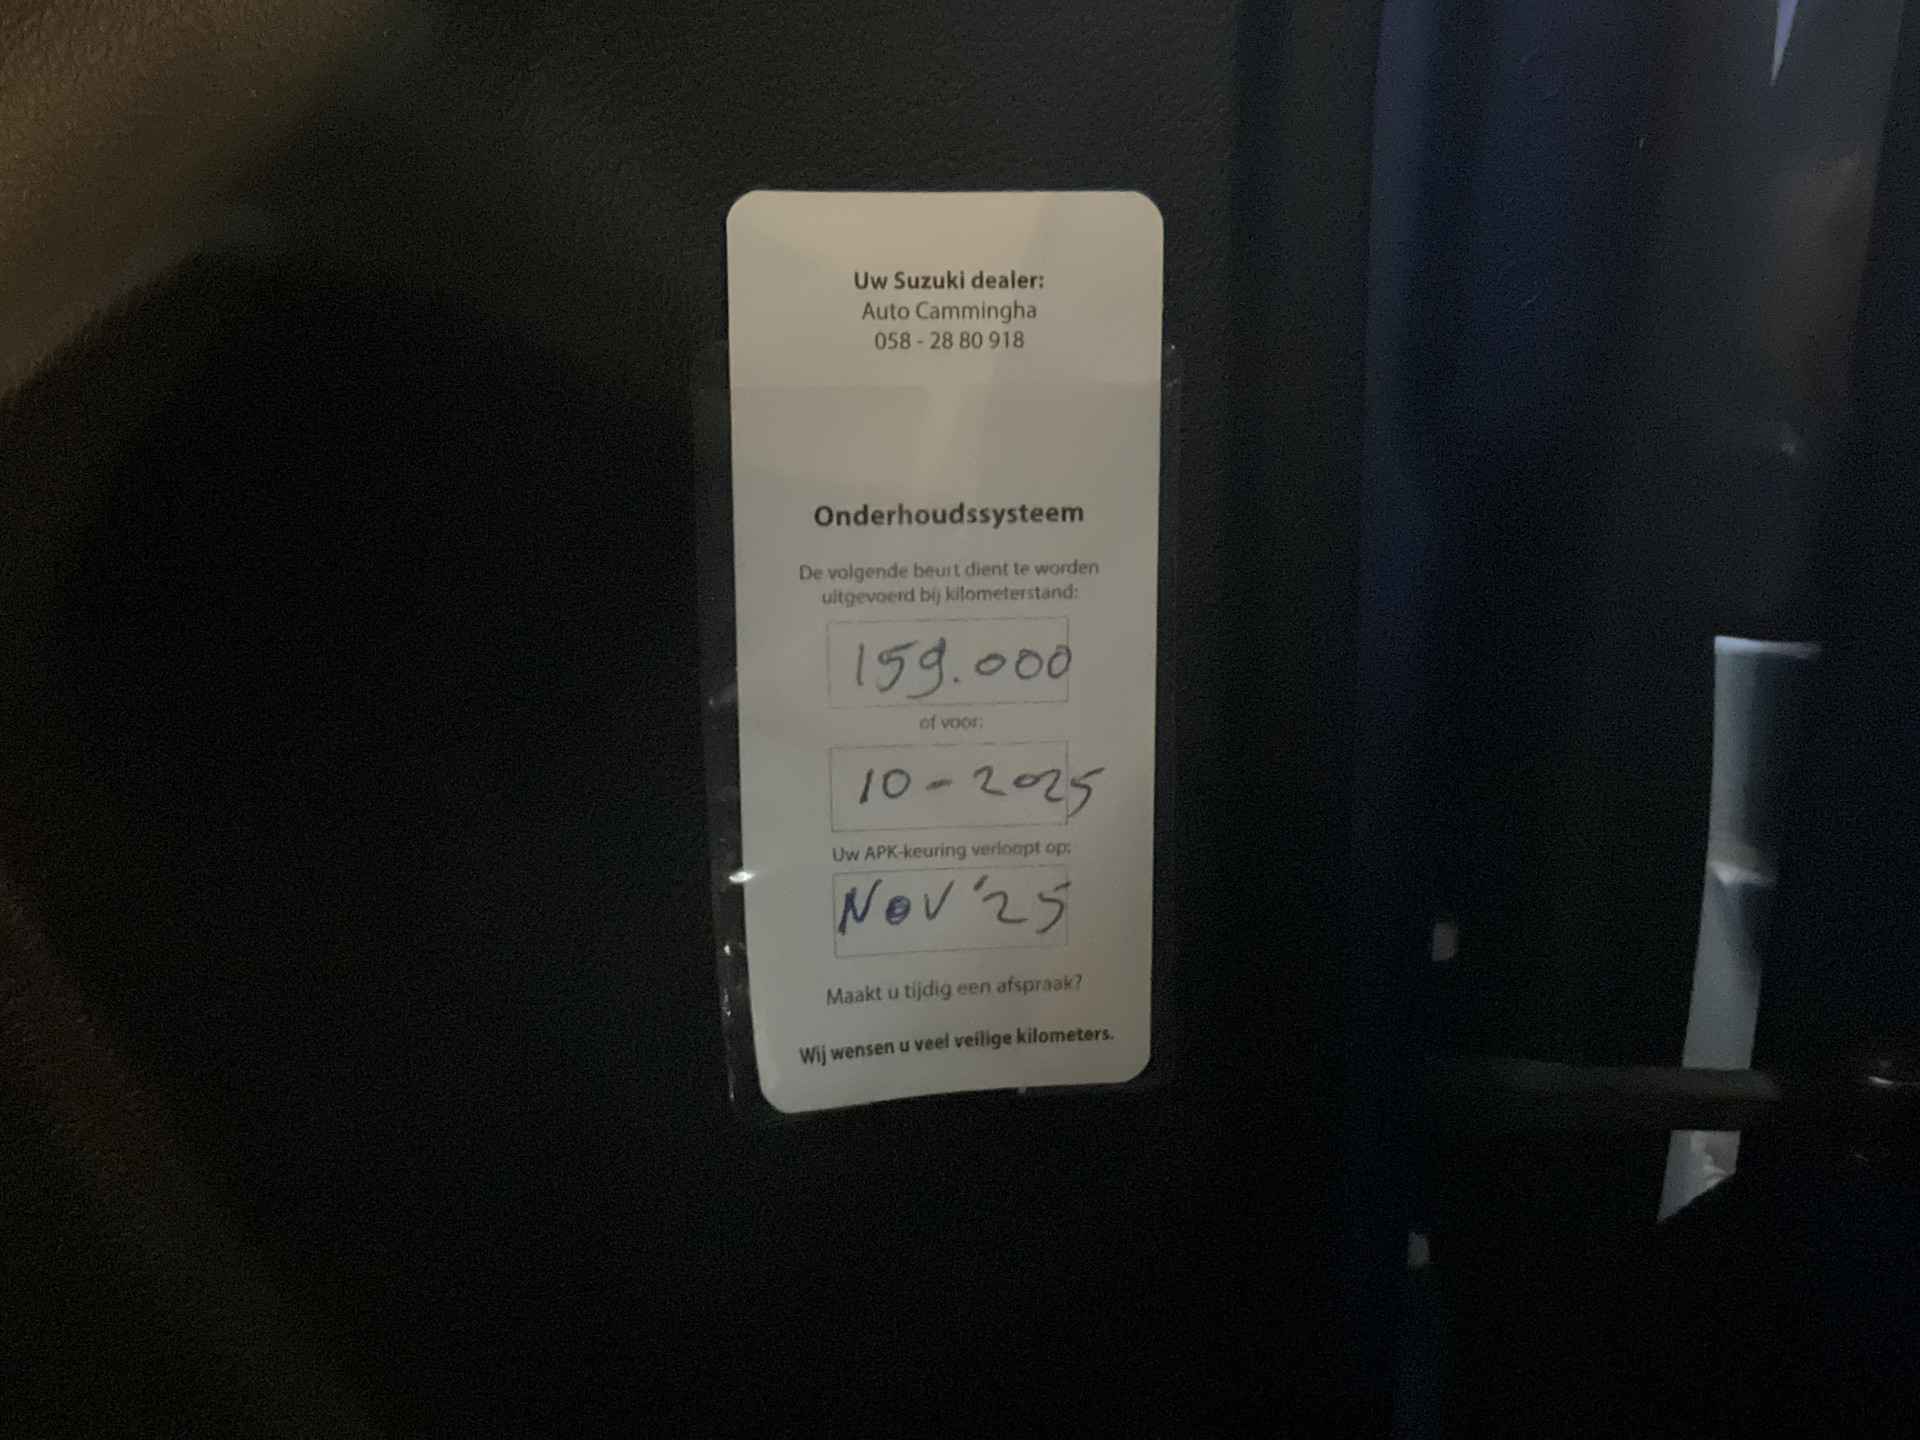 Uw Suzuki dealer:
Auto Cammingha
058 - 28 80 918
Onderhoudssysteem
De volgende beurt dient te worden
uitgevoerd bij kilometerstand:
159.000
of voor:
10-2025
Uw APK-keuring verloopt op:
Nov '25
Maakt u tijdig een afspraak?
Wij wensen u veel veilige kilometers.